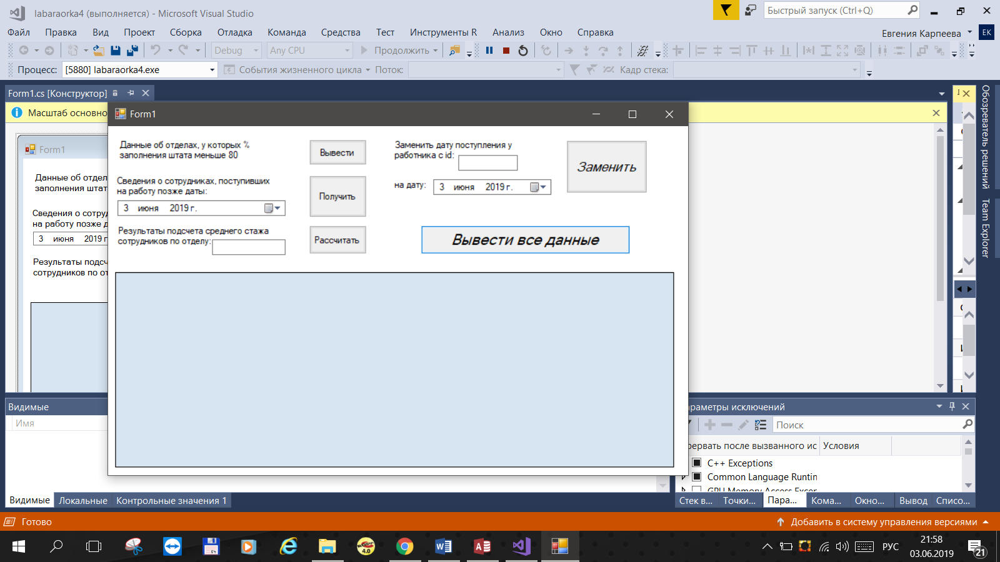 labaraorka4 (выполняется) - Microsoft Visual Studio
Быстрый запуск (Ctrl+Q)
Файл Правка Вид Проект Сборка Отладка Команда Средства Тест Инструменты R Анализ Окно Справка
Евгения Карпеева EK
Debug Any CPU Продолжить
Процесс: [5880] labaraorka4.exe События жизненного цикла Поток: Кадр стека:
Form1.cs [Конструктор]
Масштаб основно
Form1
Данные об отдел
заполнения штат
Сведения о сотру
на работу позже д
3 июня 2019 г
Результаты подсч
сотрудников по от
Form1
Данные об отделах, у которых %
заполнения штата меньше 80
Вывести
Сведения о сотрудниках, поступивших
на работу позже даты:
3 июня 2019 г.
Получить
Результаты подсчета среднего стажа
сотрудников по отделу:
Рассчитать
Заменить дату поступления у
работника с id:
на дату: 3 июня 2019 г.
Заменить
Вывести все данные
Обозреватель решений
Team Explorer
Видимые
Имя
Видимые Локальные Контрольные значения 1
араметры исключений
Поиск
рервать после вызванного ис Условия
C++ Exceptions
Common Language Runtin
GPU Memory Access Excer
Стек в... Точки... Пара... Кома... Окно... Вывод Списо...
Готово
Добавить в систему управления версиями
64
4.0
РУС
21:58
03.06.2019
21